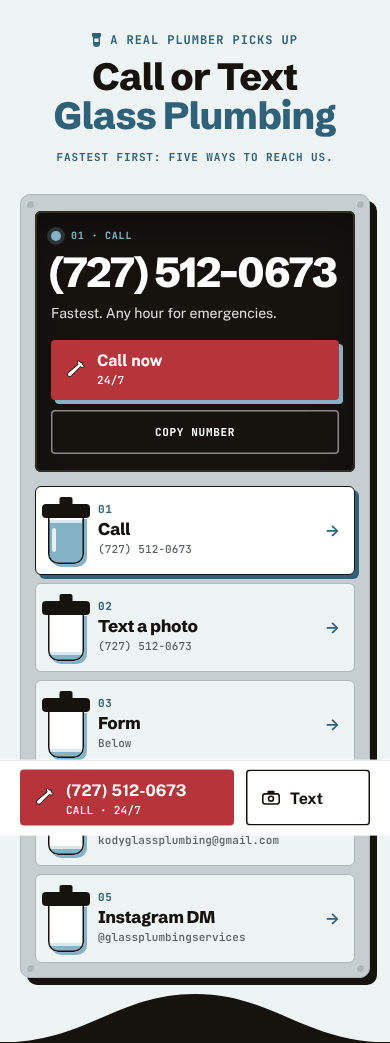 A REAL PLUMBER PICKS UP
Call or Text
Glass Plumbing
FASTEST FIRST: FIVE WAYS TO REACH US.
01 · CALL
(727) 512-0673
Fastest. Any hour for emergencies.
Call now
24/7
COPY NUMBER
01
Call
(727) 512-0673
02
Text a photo
(727) 512-0673
03
Form
Below
(727) 512-0673
CALL · 24/7
Text
kodyglassplumbing@gmail.com
05
Instagram DM
@glassplumbingservices